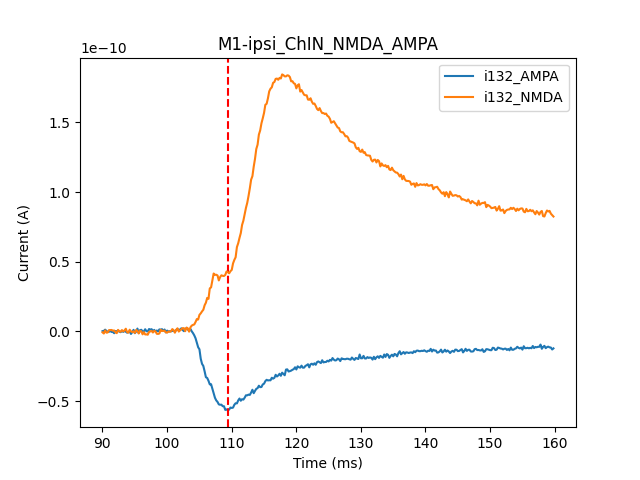 M1-ipsi_ChIN_NMDA_AMPA
1e−10
i132_AMPA
i132_NMDA
1.5
1.0
0.5
0.0
−0.5
Current (A)
90 100 110 120 130 140 150 160
Time (ms)